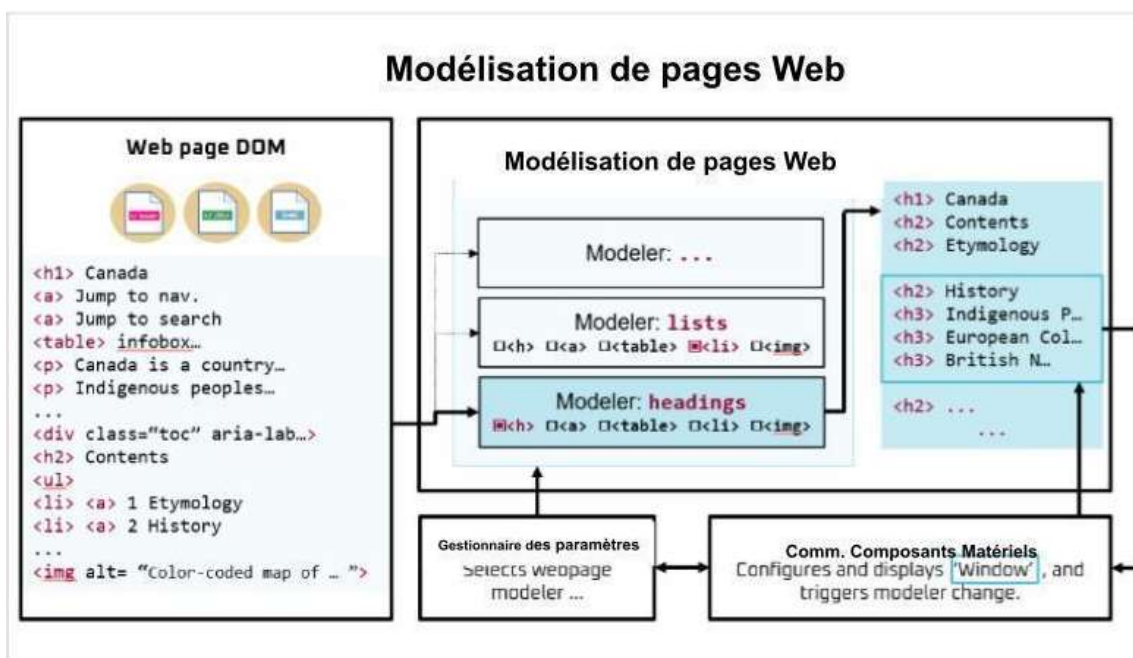 Modélisation de pages Web
Web page DOM
<h1> Canada
<a> Jump to nav.
<a> Jump to search
<table> infobox…
<p> Canada is a country…
<p> Indigenous peoples…
...
<div class="toc" aria-lab…>
<h2> Contents
<ul>
<li> <a> 1 Etymology
<li> <a> 2 History
...
<img alt= "Color-coded map of … ">
Modélisation de pages Web
Modeler: ...
Modeler: lists
□<h> □<a> □<table> ▣<li> □<img>
Modeler: headings
▣<h> □<a> □<table> □<li> □<img>
<h1> Canada
<h2> Contents
<h2> Etymology
<h2> History
<h3> Indigenous P…
<h3> European Col…
<h3> British N…
<h2> ...
...
Gestionnaire des paramètres
Selects webpage
modeler ...
Comm. Composants Matériels
Configures and displays 'Window' , and
triggers modeler change.